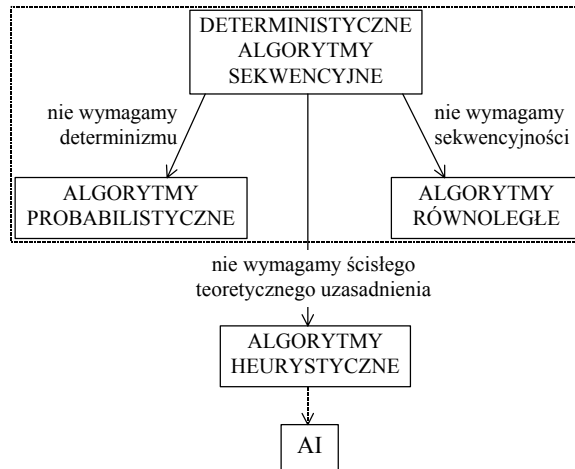 DETERMINISTYCZNE
ALGORYTMY
SEKWENCYJNE
nie wymagamy
determinizmu
nie wymagamy
sekwencyjności
ALGORYTMY
PROBABILISTYCZNE
ALGORYTMY
RÓWNOLEGŁE
nie wymagamy ścisłego
teoretycznego uzasadnienia
ALGORYTMY
HEURYSTYCZNE
AI